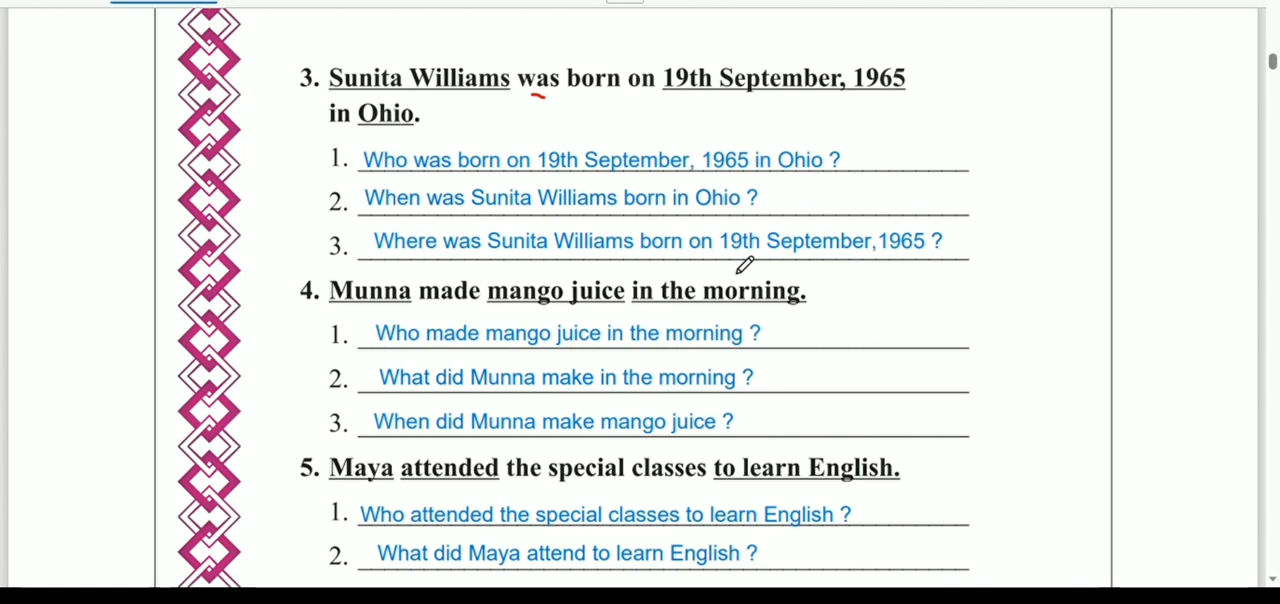 3. Sunita Williams was born on 19th September, 1965
in Ohio.
1. Who was born on 19th September, 1965 in Ohio ?
2. When was Sunita Williams born in Ohio ?
3. Where was Sunita Williams born on 19th September,1965 ?
4. Munna made mango juice in the morning.
1. Who made mango juice in the morning ?
2. What did Munna make in the morning ?
3. When did Munna make mango juice ?
5. Maya attended the special classes to learn English.
1. Who attended the special classes to learn English ?
2. What did Maya attend to learn English ?